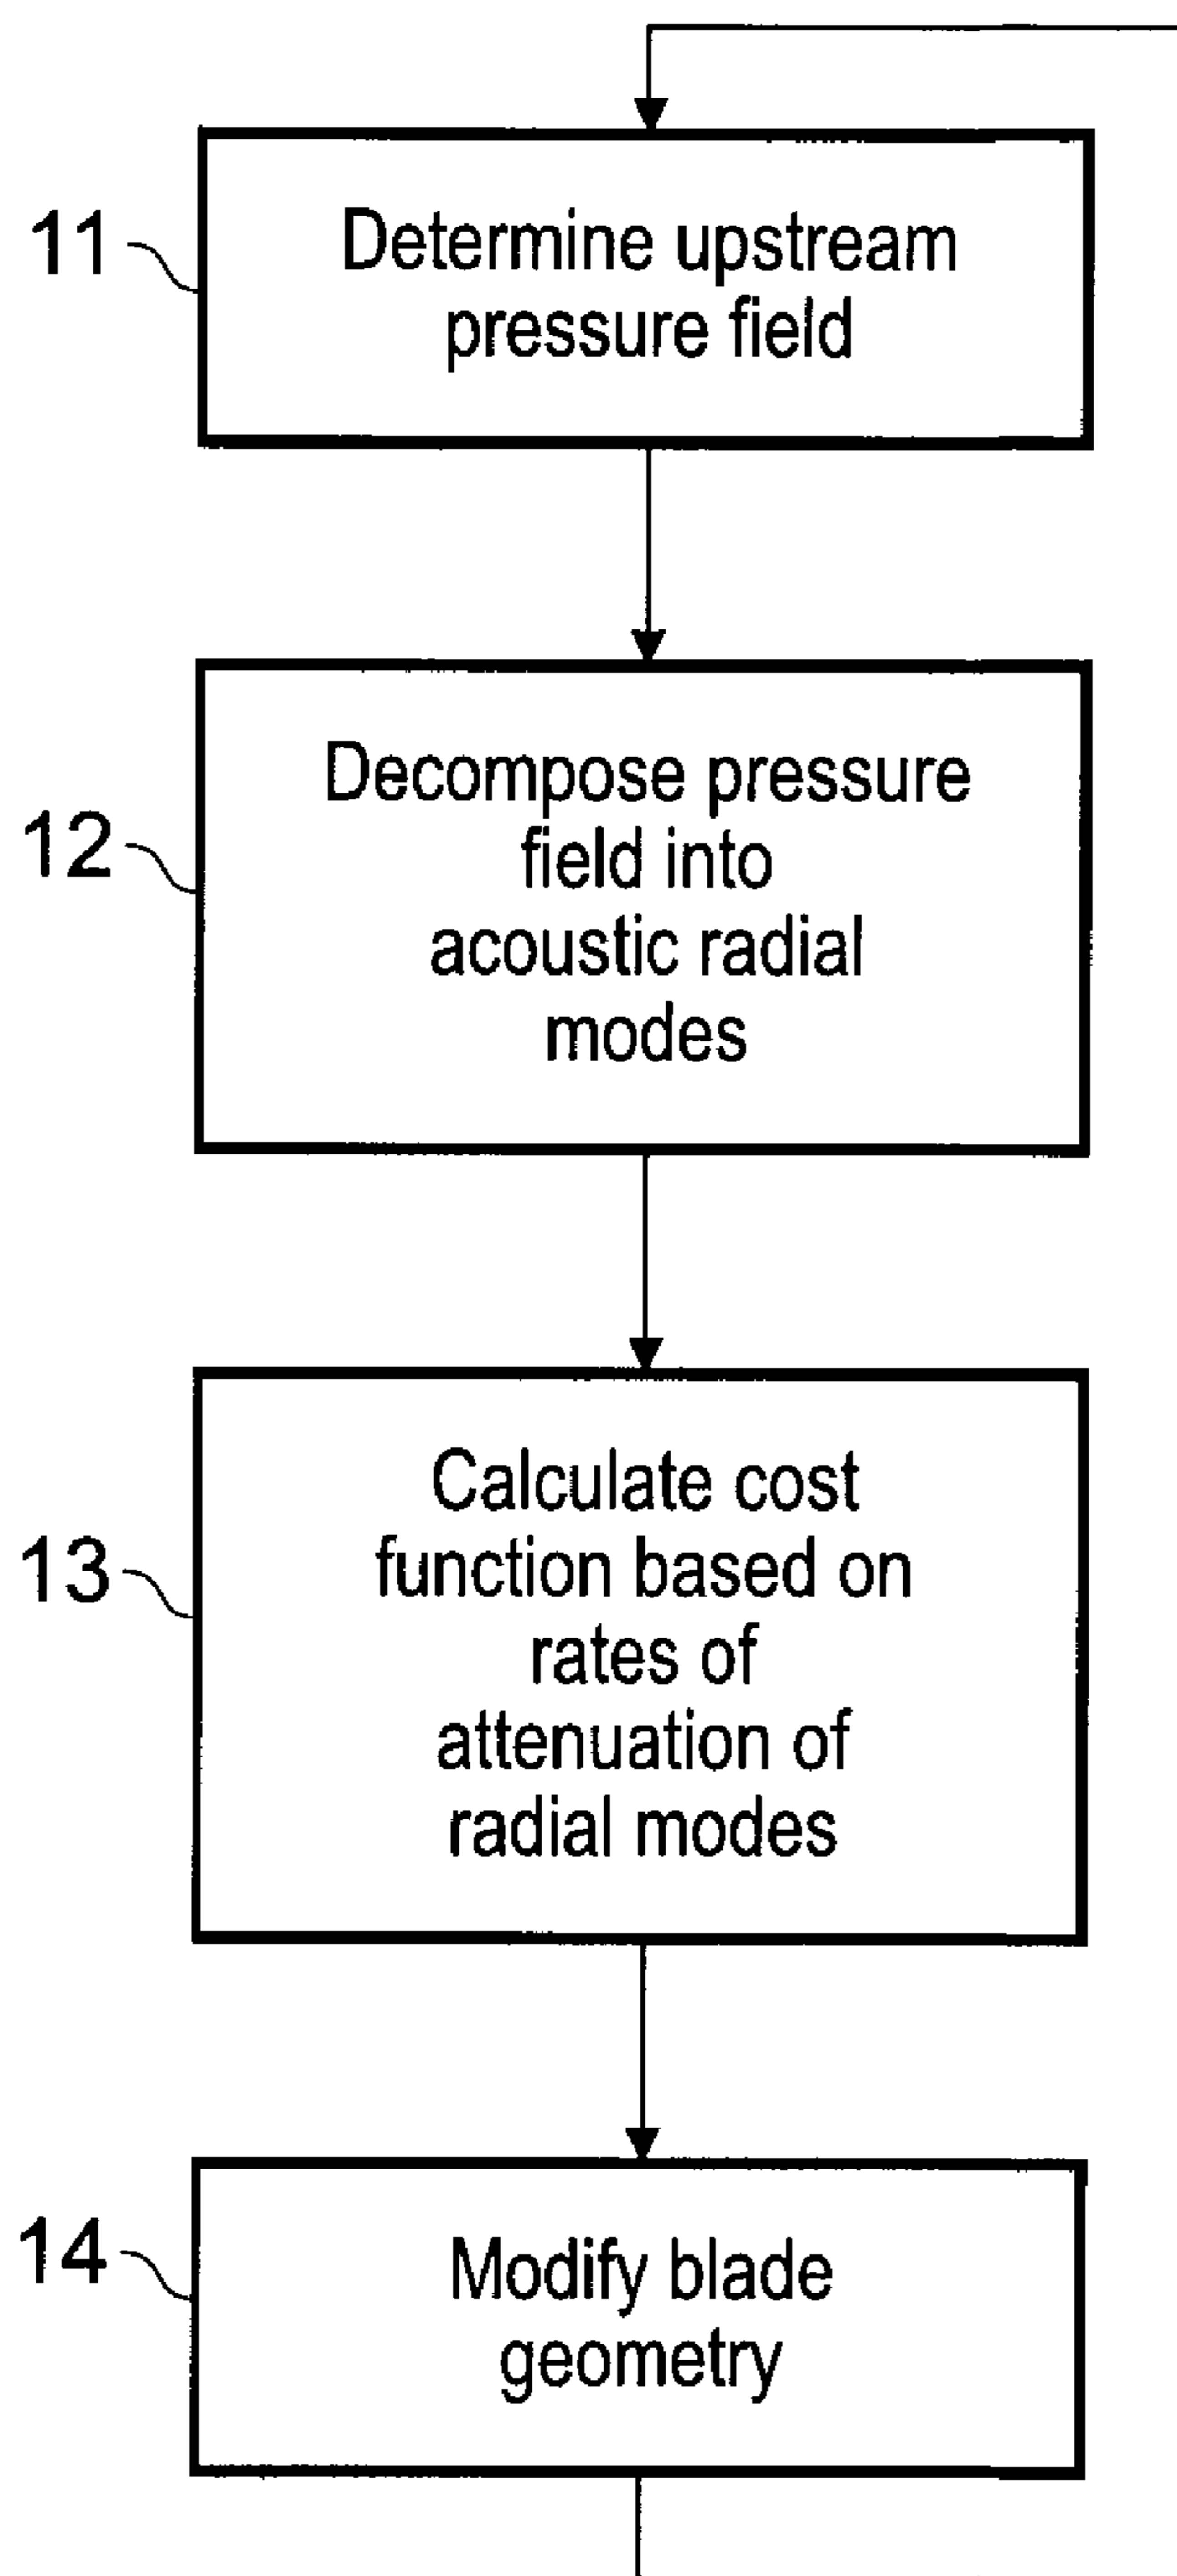 11
Determine upstream
pressure field
12
Decompose pressure
field into
acoustic radial
modes
13
Calculate cost
function based on
rates of
attenuation of
radial modes
14
Modify blade
geometry